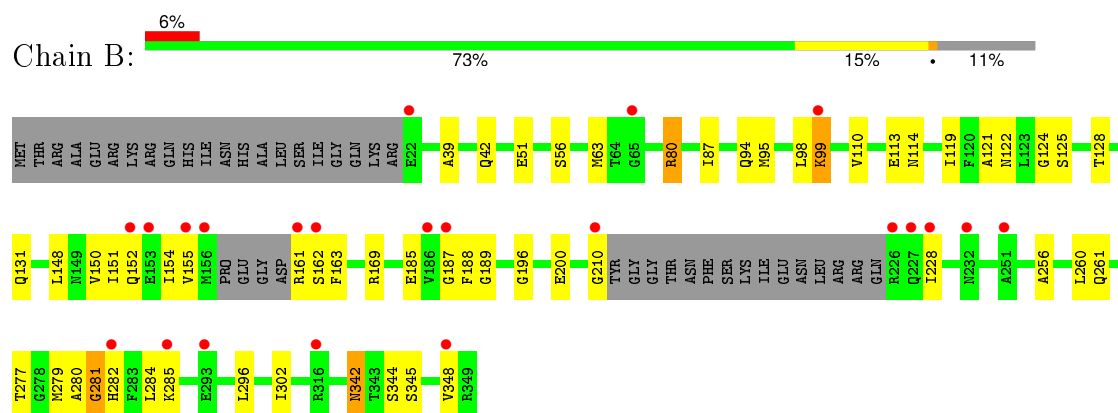 6%
Chain B:
73% 15% • 11%
MET THR ARG ALA GLU ARG LYS ARG GLN HIS ILE ASN HIS ALA LEU SER ILE GLY GLN LYS ARG E22 A39 Q42 E51 S56 M63 T64 G65 R80 I87 Q94 M95 L98 K99 V110 E113 N114 I119 F120 A121 N122 L123 G124 S125 T128
Q131 L148 N149 V150 I151 Q152 E153 I154 V155 M156 PRO GLU GLY ASP R161 S162 F163 R169 E185 V186 G187 F188 G189 G196 E200 G210 TYR GLY GLY THR ASN PHE SER LYS ILE GLU ASN LEU ARG ARG GLN R226 Q227 I228 N232 A251 A256 L260 Q261
T277 G278 M279 A280 G281 H282 F283 L284 K285 E293 L296 I302 R316 N342 T343 S344 S345 V348 R349